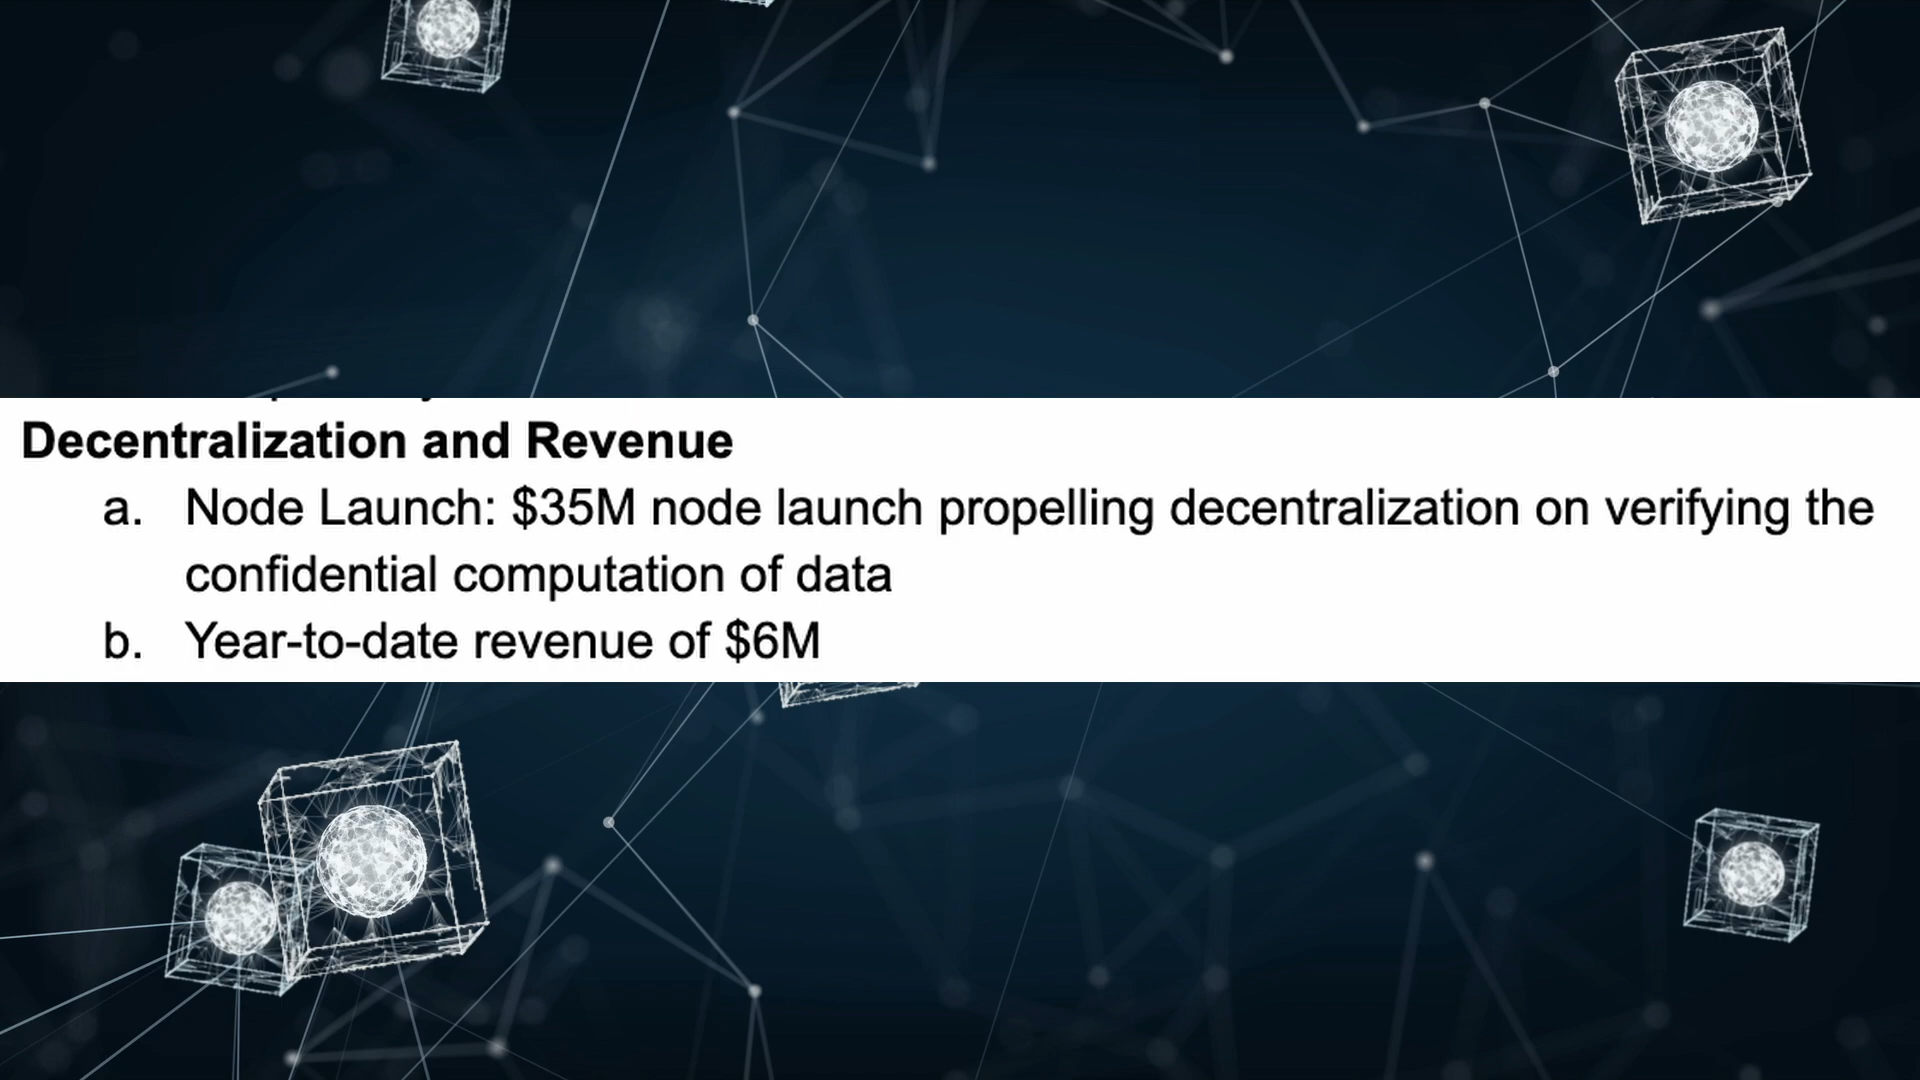 Decentralization and Revenue
a. Node Launch: $35M node launch propelling decentralization on verifying the
confidential computation of data
b. Year-to-date revenue of $6M